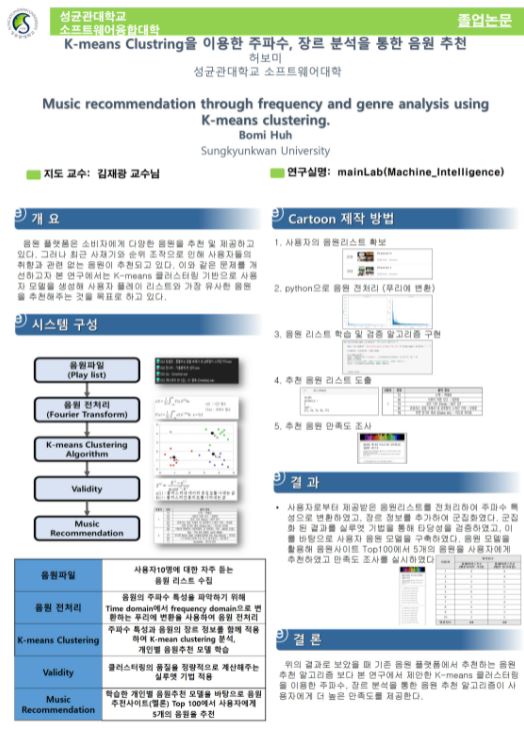 성균관대학교
소프트웨어융합대학
졸업논문
K-means Clustring을 이용한 주파수, 장르 분석을 통한 음원 추천
허보미
성균관대학교 소프트웨어대학
Music recommendation through frequency and genre analysis using
K-means clustering.
Bomi Huh
Sungkyunkwan University
지도 교수: 김재광 교수님
연구실명: mainLab(Machine_Intelligence)
개 요
음원 플랫폼은 소비자에게 다양한 음원을 추천 및 제공하고
있다. 그러나 최근 사재기와 순위 조작으로 인해 사용자들의
취향과 관련 없는 음원이 추천되고 있다. 이와 같은 문제를 개
선하고자 본 연구에서는 K-means 클러스터링 기반으로 사용
자 모델을 생성해 사용자 플레이 리스트와 가장 유사한 음원
을 추천해주는 것을 목표로 하고 있다.
시스템 구성
음원파일
(Play list)
음원 전처리
(Fourier Transform)
K-means Clustering
Algorithm
Validity
Music
Recommendation
음원파일
사용자10명에 대한 자주 듣는
음원 리스트 수집
음원 전처리
음원의 주파수 특성을 파악하기 위해
Time domain에서 frequency domain으로 변
환하는 푸리에 변환을 사용하여 음원 전처리
K-means Clustering
주파수 특성과 음원의 장르 정보를 함께 적용
하여 K-mean clustering 분석,
개인별 음원추천 모델 학습
Validity
클러스터링의 품질을 정량적으로 계산해주는
실루엣 기법 적용
Music
Recommendation
학습한 개인별 음원추천 모델을 바탕으로 음원
추천사이트(멜론) Top 100에서 사용자에게
5개의 음원을 추천
Cartoon 제작 방법
1. 사용자의 음원리스트 확보
2. python으로 음원 전처리 (푸리에 변환)
3. 음원 리스트 학습 및 검증 알고리즘 구현
4. 추천 음원 리스트 도출
5. 추천 음원 만족도 조사
결 과
• 사용자로부터 제공받은 음원리스트를 전처리하여 주파수 특
성으로 변환하였고, 장르 정보를 추가하여 군집화였다. 군집
화 된 결과를 실루엣 기법을 통해 타당성을 검증하였고, 이
를 바탕으로 사용자 음원 모델을 구축하였다. 음원 모델을
활용해 음원사이트 Top100에서 5개의 음원을 사용자에게
추천하였고 만족도 조사를 실시하였다
결 론
위의 결과로 보았을 때 기존 음원 플랫폼에서 추천하는 음원
추천 알고리즘 보다 본 연구에서 제안한 K-means 클러스터링
을 이용한 주파수, 장르 분석을 통한 음원 추천 알고리즘이 사
용자에게 더 높은 만족도를 제공한다.